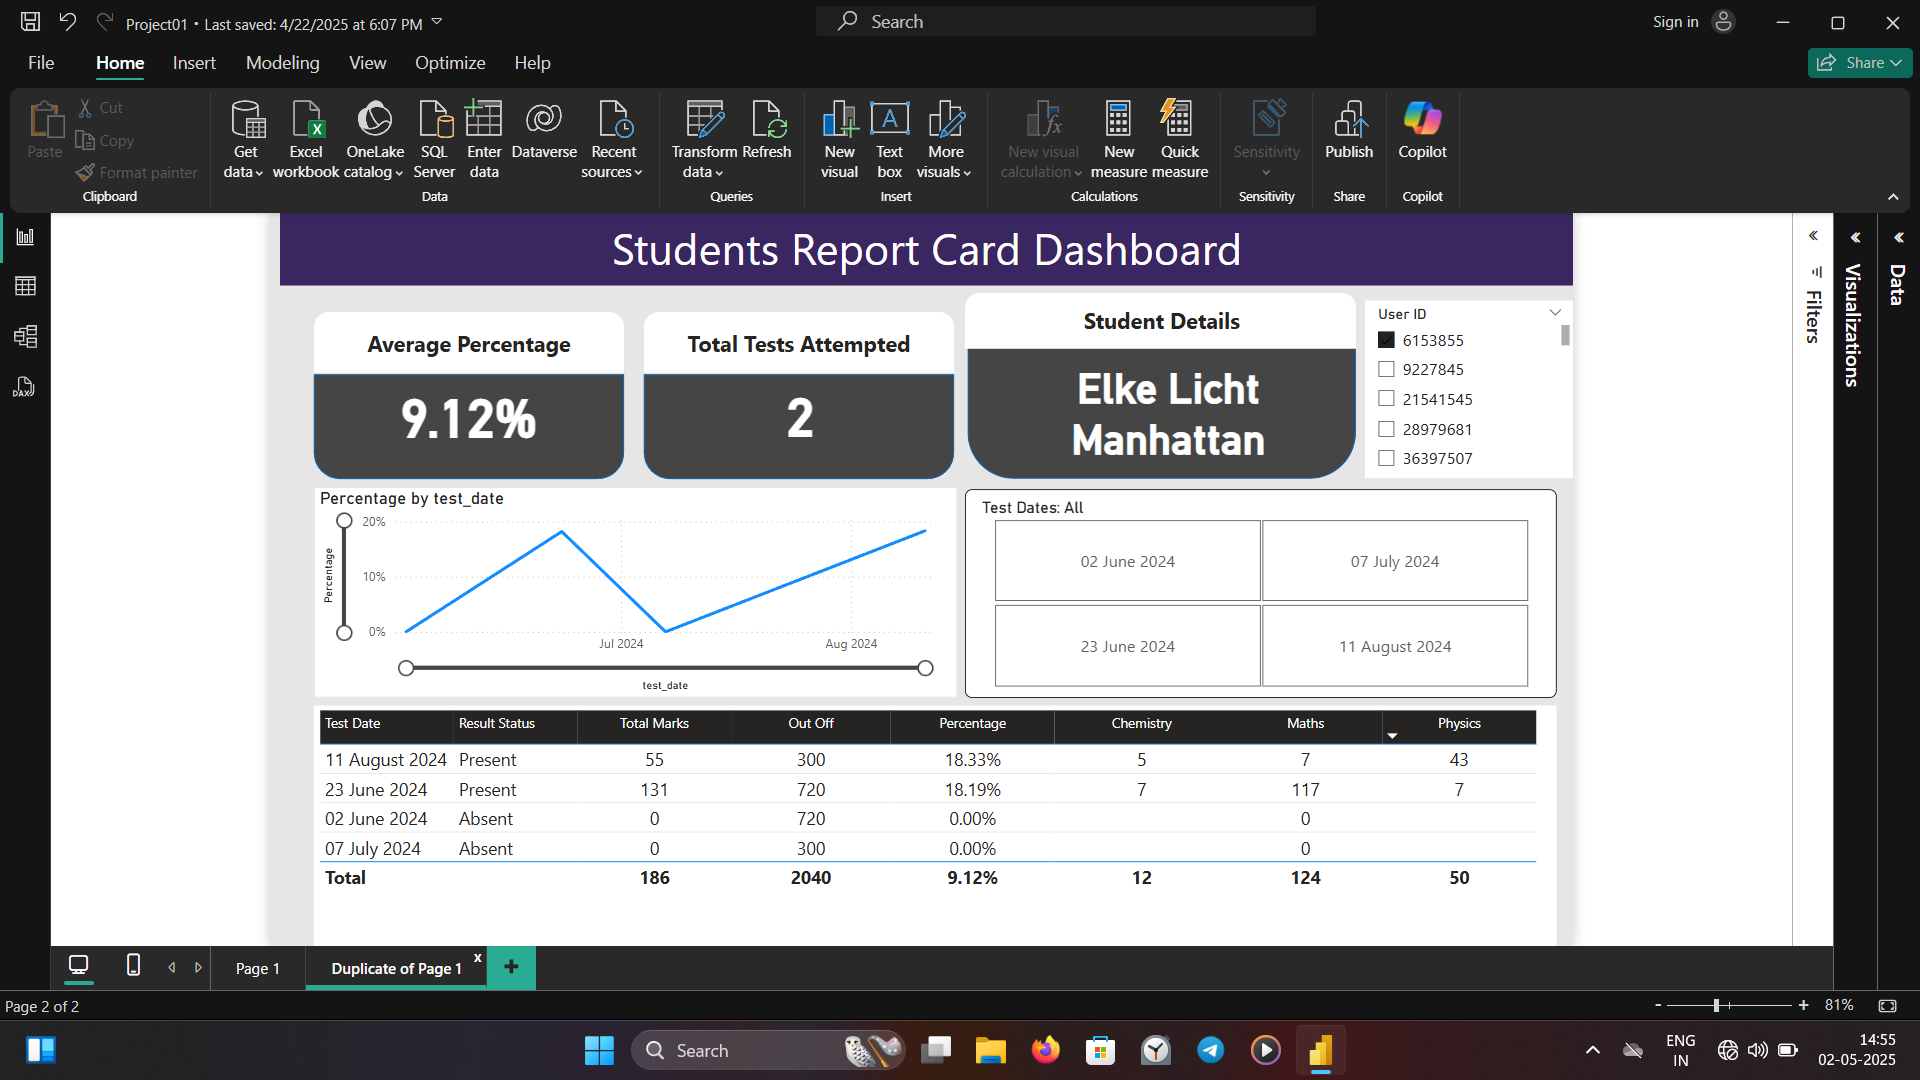 Project01 • Last saved: 4/22/2025 at 6:07 PM
Search
Sign in
File Home Insert Modeling View Optimize Help
Share
Paste
Cut
Copy
Format painter
Clipboard
Get data
Excel workbook
OneLake catalog
SQL Server
Enter data
Dataverse
Recent sources
Data
Transform data
Refresh
Queries
New visual
Text box
More visuals
Insert
New visual calculation
New measure
Quick measure
Calculations
Sensitivity
Sensitivity
Publish
Share
Copilot
Copilot
DAX
Students Report Card Dashboard
Average Percentage
9.12%
Total Tests Attempted
2
Student Details
Elke Licht
Manhattan
User ID
6153855
9227845
21541545
28979681
36397507
Filters
Visualizations
Data
Percentage by test_date
Percentage
20%
10%
0%
Jul 2024 Aug 2024
test_date
Test Dates: All
02 June 2024 07 July 2024
23 June 2024 11 August 2024
Test Date Result Status Total Marks Out Off Percentage Chemistry Maths Physics
11 August 2024 Present 55 300 18.33% 5 7 43
23 June 2024 Present 131 720 18.19% 7 117 7
02 June 2024 Absent 0 720 0.00% 0
07 July 2024 Absent 0 300 0.00% 0
Total 186 2040 9.12% 12 124 50
Page 1 Duplicate of Page 1 x +
Page 2 of 2
- + 81%
Search
ENG
IN
14:55
02-05-2025